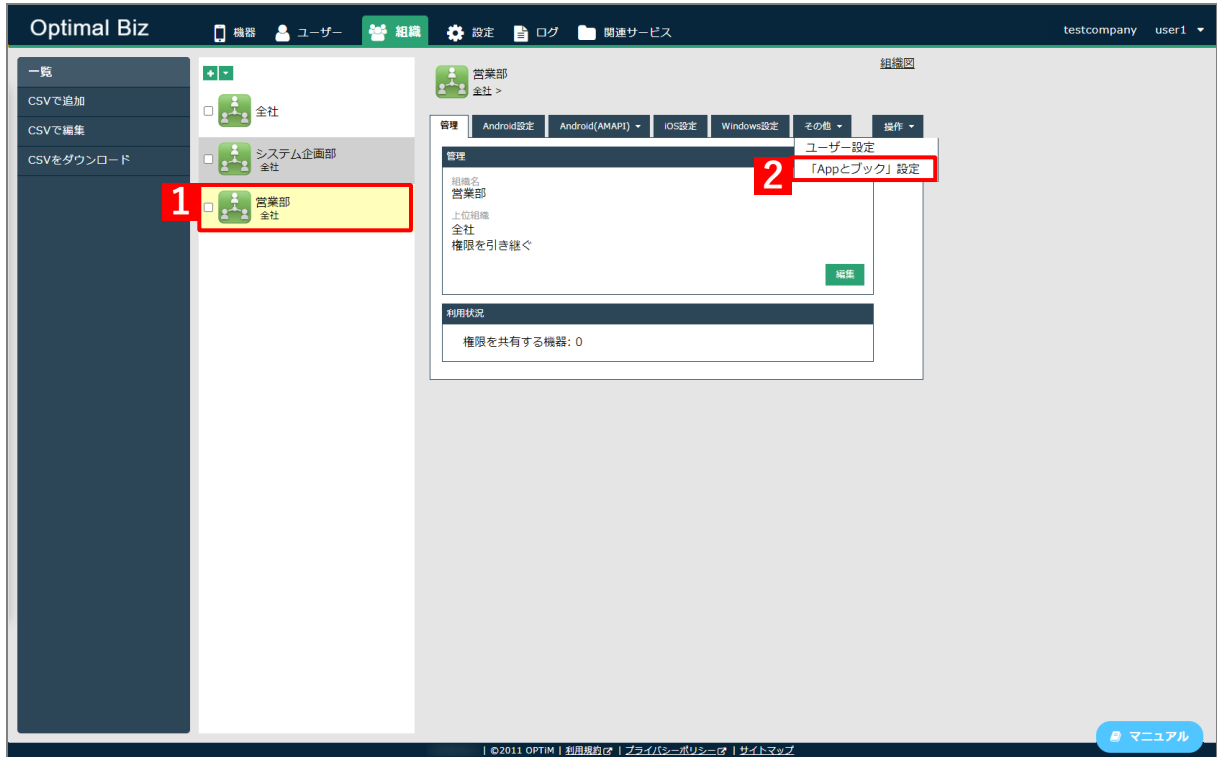 Optimal Biz
機器
ユーザー
組織
設定
ログ
関連サービス
testcompany user1
一覧
CSVで追加
CSVで編集
CSVをダウンロード
全社
システム企画部
全社
1
営業部
全社
営業部
全社 >
組織図
管理
Android設定
Android(AMAPI)
iOS設定
Windows設定
その他
操作
ユーザー設定
2
「Appとブック」設定
管理
組織名
営業部
上位組織
全社
権限を引き継ぐ
編集
利用状況
権限を共有する機器: 0
マニュアル
| ©2011 OPTiM | 利用規約 | プライバシーポリシー | サイトマップ